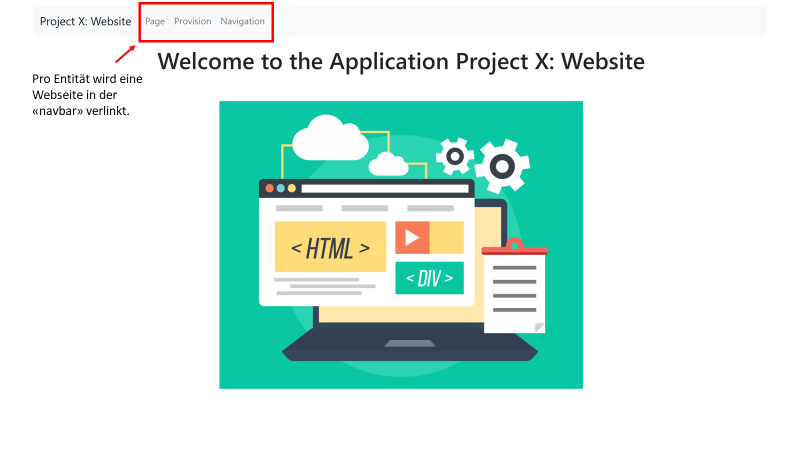 Project X: Website Page Provision Navigation
Welcome to the Application Project X: Website
Pro Entität wird eine
Webseite in der
«navbar» verlinkt.
< HTML >
< DIV >